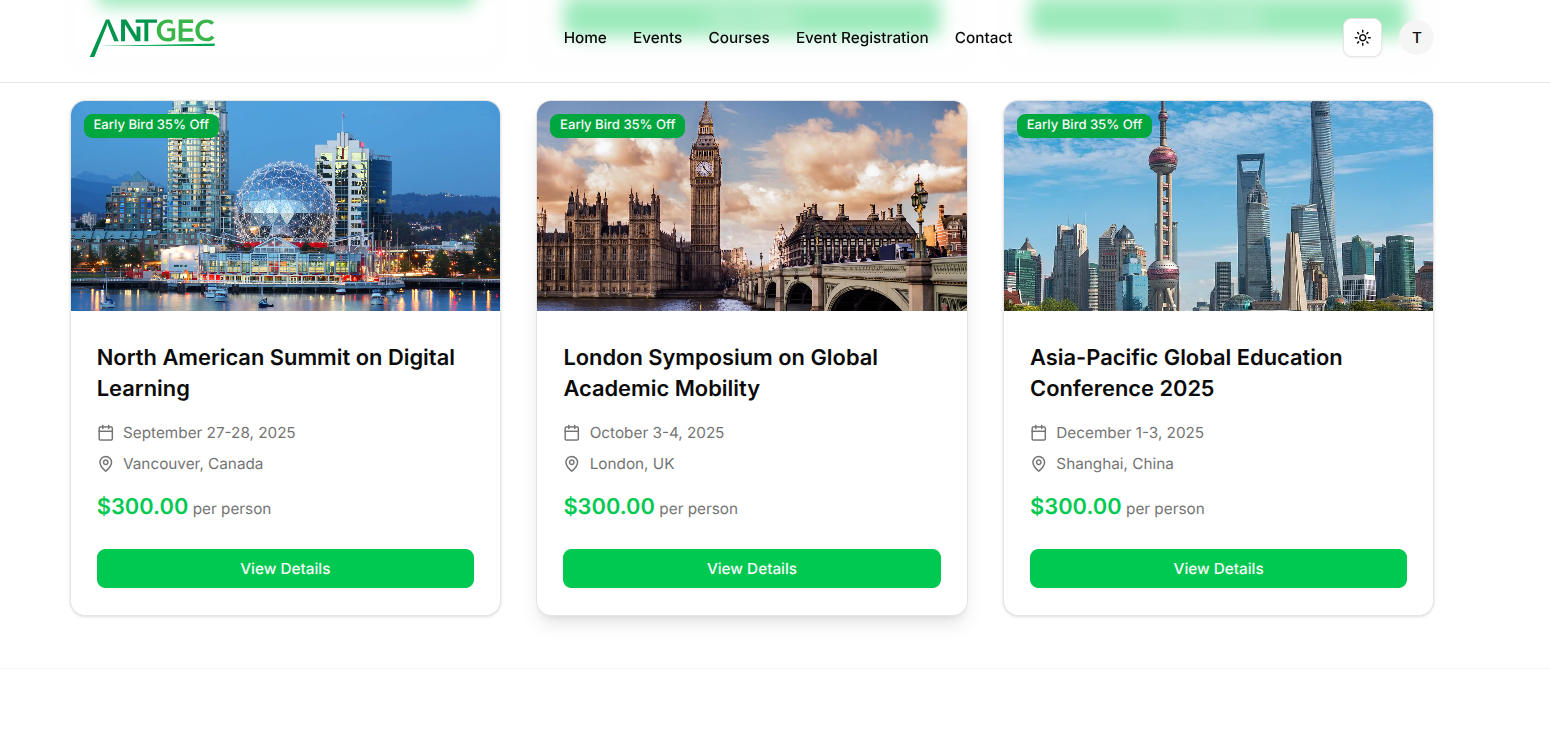 ANTGEC
Home Events Courses Event Registration Contact
T
Early Bird 35% Off
North American Summit on Digital
Learning
September 27-28, 2025
Vancouver, Canada
$300.00 per person
View Details
Early Bird 35% Off
London Symposium on Global
Academic Mobility
October 3-4, 2025
London, UK
$300.00 per person
View Details
Early Bird 35% Off
Asia-Pacific Global Education
Conference 2025
December 1-3, 2025
Shanghai, China
$300.00 per person
View Details